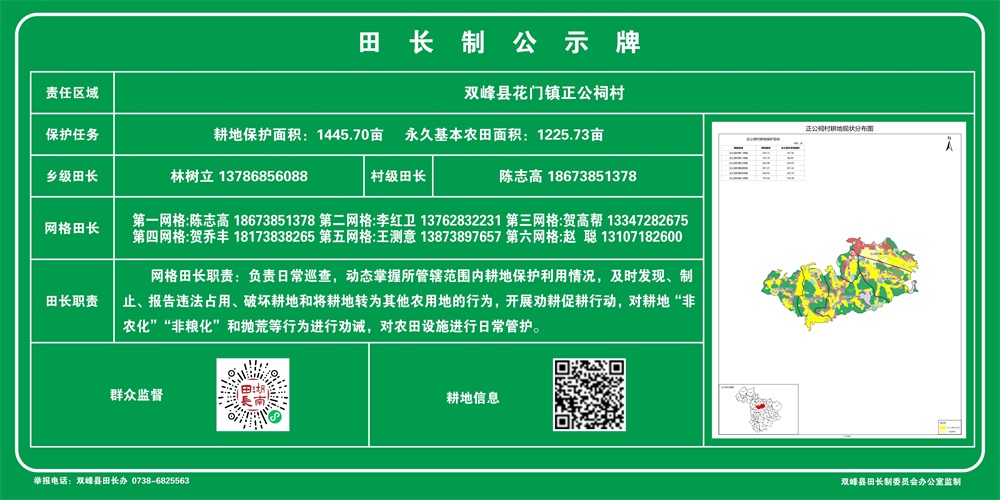 田长制公示牌
责任区域
双峰县花门镇正公祠村
保护任务
耕地保护面积：1445.70亩 永久基本农田面积：1225.73亩
乡级田长
林树立 13786856088
村级田长
陈志高 18673851378
网格田长
第一网格:陈志高 18673851378 第二网格:李红卫 13762832231 第三网格:贺高帮 13347282675
第四网格:贺乔丰 18173838265 第五网格:王测意 13873897657 第六网格:赵 聪 13107182600
田长职责
网格田长职责：负责日常巡查，动态掌握所管辖范围内耕地保护利用情况，及时发现、制
止、报告违法占用、破坏耕地和将耕地转为其他农用地的行为，开展劝耕促耕行动，对耕地“非
农化”“非粮化”和抛荒等行为进行劝诫，对农田设施进行日常管护。
群众监督
湖南
田长
耕地信息
正公祠村耕地现状分布图
N
举报电话：双峰县田长办 0738-6825563
双峰县田长制委员会办公室监制